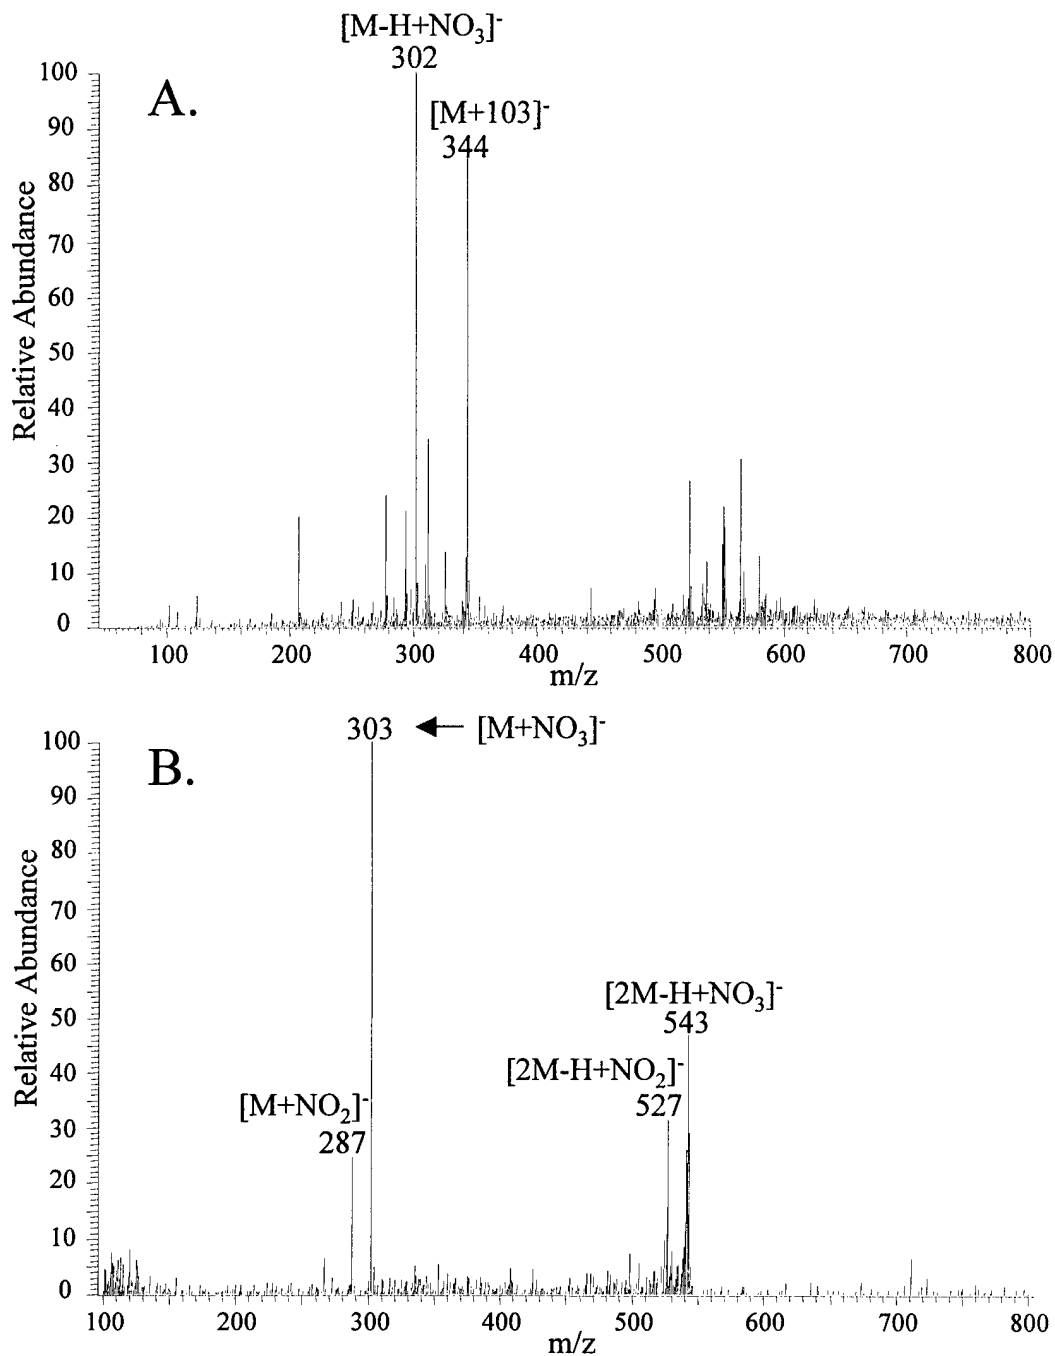 [M-H+NO₃]⁻
302
A.
[M+103]⁻
344
100
90
80
70
60
50
40
30
20
10
0
Relative Abundance
100 200 300 400 500 600 700 800
m/z
303 ← [M+NO₃]⁻
B.
[2M-H+NO₃]⁻
543
[2M-H+NO₂]⁻
527
[M+NO₂]⁻
287
100
90
80
70
60
50
40
30
20
10
0
Relative Abundance
100 200 300 400 500 600 700 800
m/z